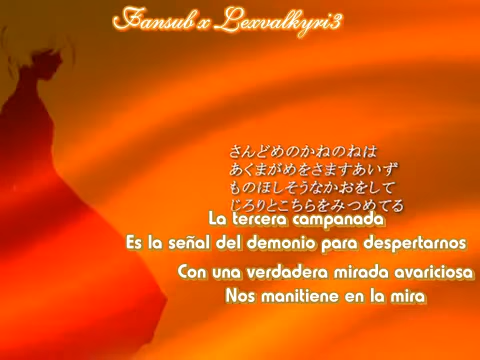 Fansub x Lexvalkyri3
さんどめのかねのねは
あくまがめをさますあいず
ものほしそうなかおをして
じろりとこちらをみつめてる
La tercera campanada
Es la señal del demonio para despertarnos
Con una verdadera mirada avariciosa
Nos manitiene en la mira